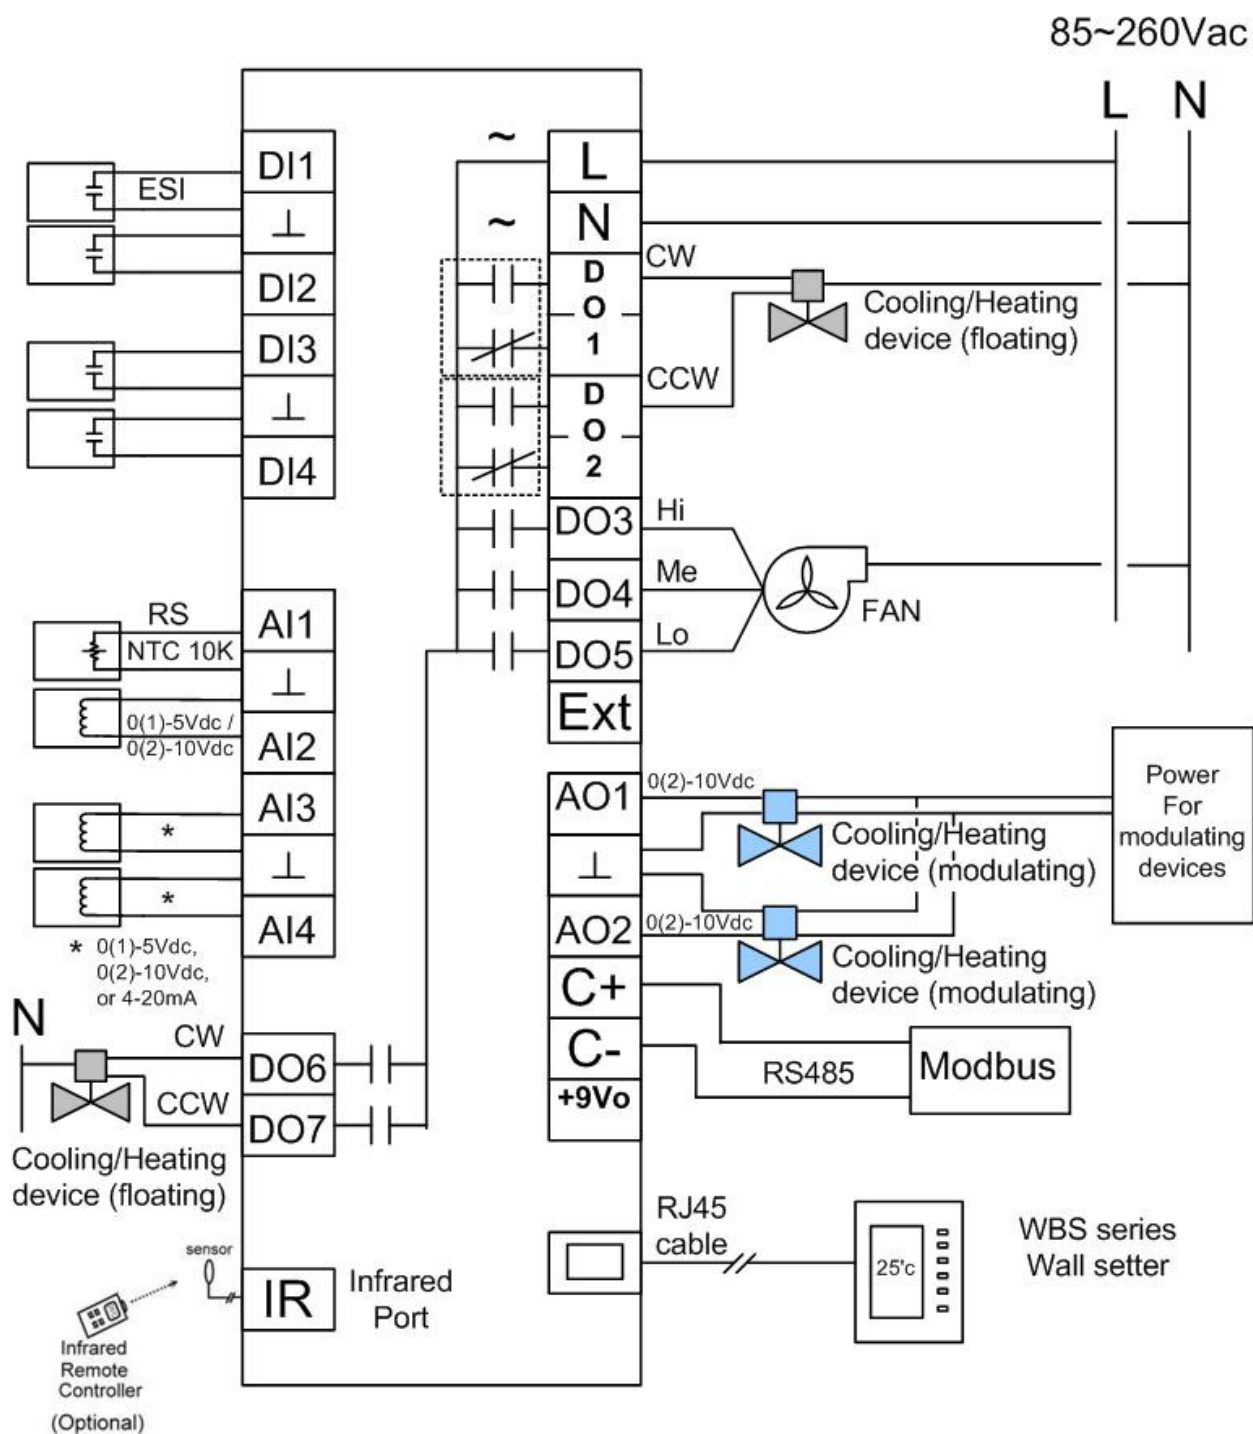 85~260Vac
L N
~
L
~
N
DI1
ESI
⊥
DI2
DI3
⊥
DI4
D
O
1
CW
CCW
Cooling/Heating
device (floating)
D
O
2
DO3
Hi
DO4
Me
DO5
Lo
FAN
Ext
RS
NTC 10K
AI1
⊥
0(1)-5Vdc /
0(2)-10Vdc
AI2
AI3
*
⊥
*
AI4
* 0(1)-5Vdc,
0(2)-10Vdc,
or 4-20mA
AO1
0(2)-10Vdc
Cooling/Heating
device (modulating)
⊥
AO2
0(2)-10Vdc
Cooling/Heating
device (modulating)
Power
For
modulating
devices
C+
C-
+9Vo
RS485
Modbus
N
CW
DO6
CCW
DO7
Cooling/Heating
device (floating)
RJ45
cable
25'c
WBS series
Wall setter
sensor
IR
Infrared
Port
Infrared
Remote
Controller
(Optional)